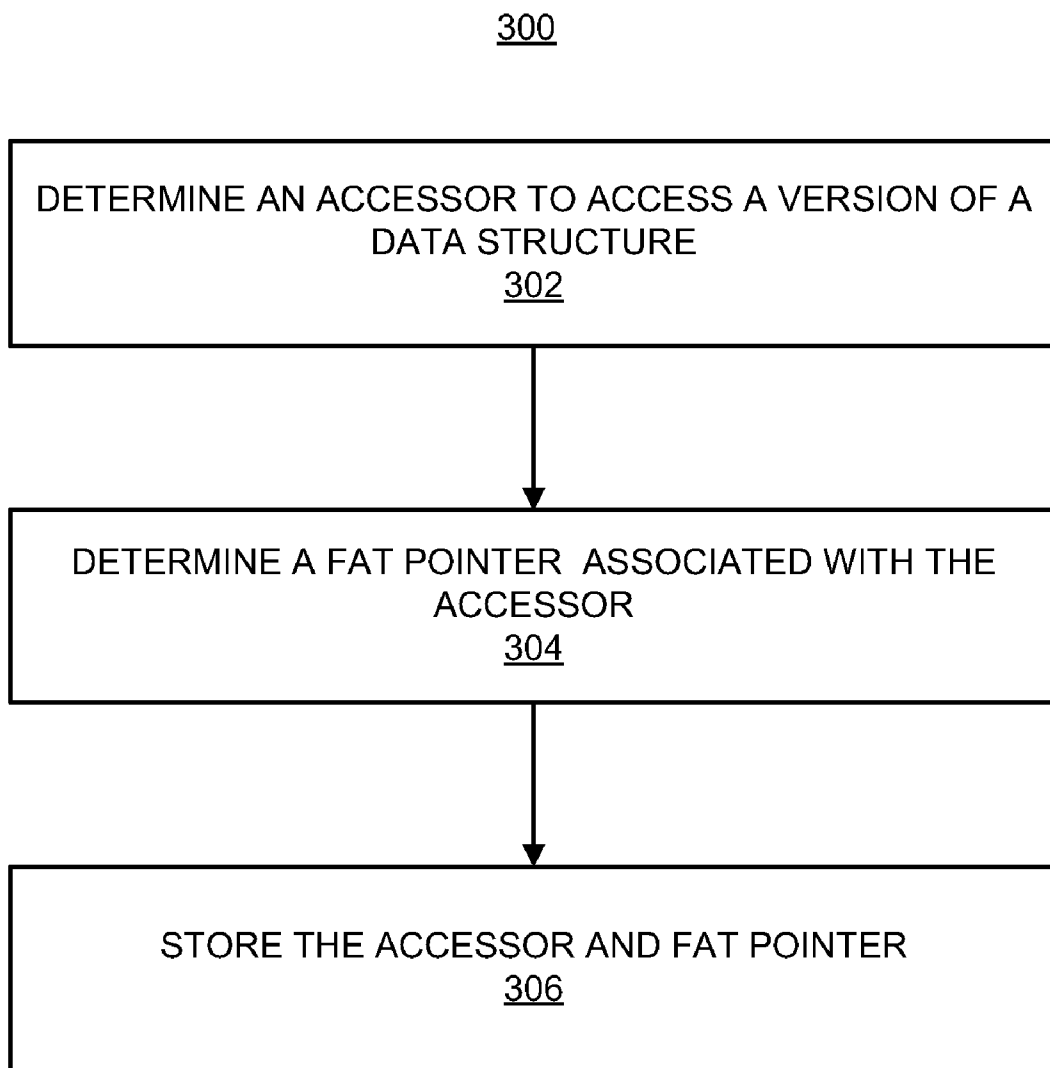 300
DETERMINE AN ACCESSOR TO ACCESS A VERSION OF A
DATA STRUCTURE
302
DETERMINE A FAT POINTER ASSOCIATED WITH THE
ACCESSOR
304
STORE THE ACCESSOR AND FAT POINTER
306